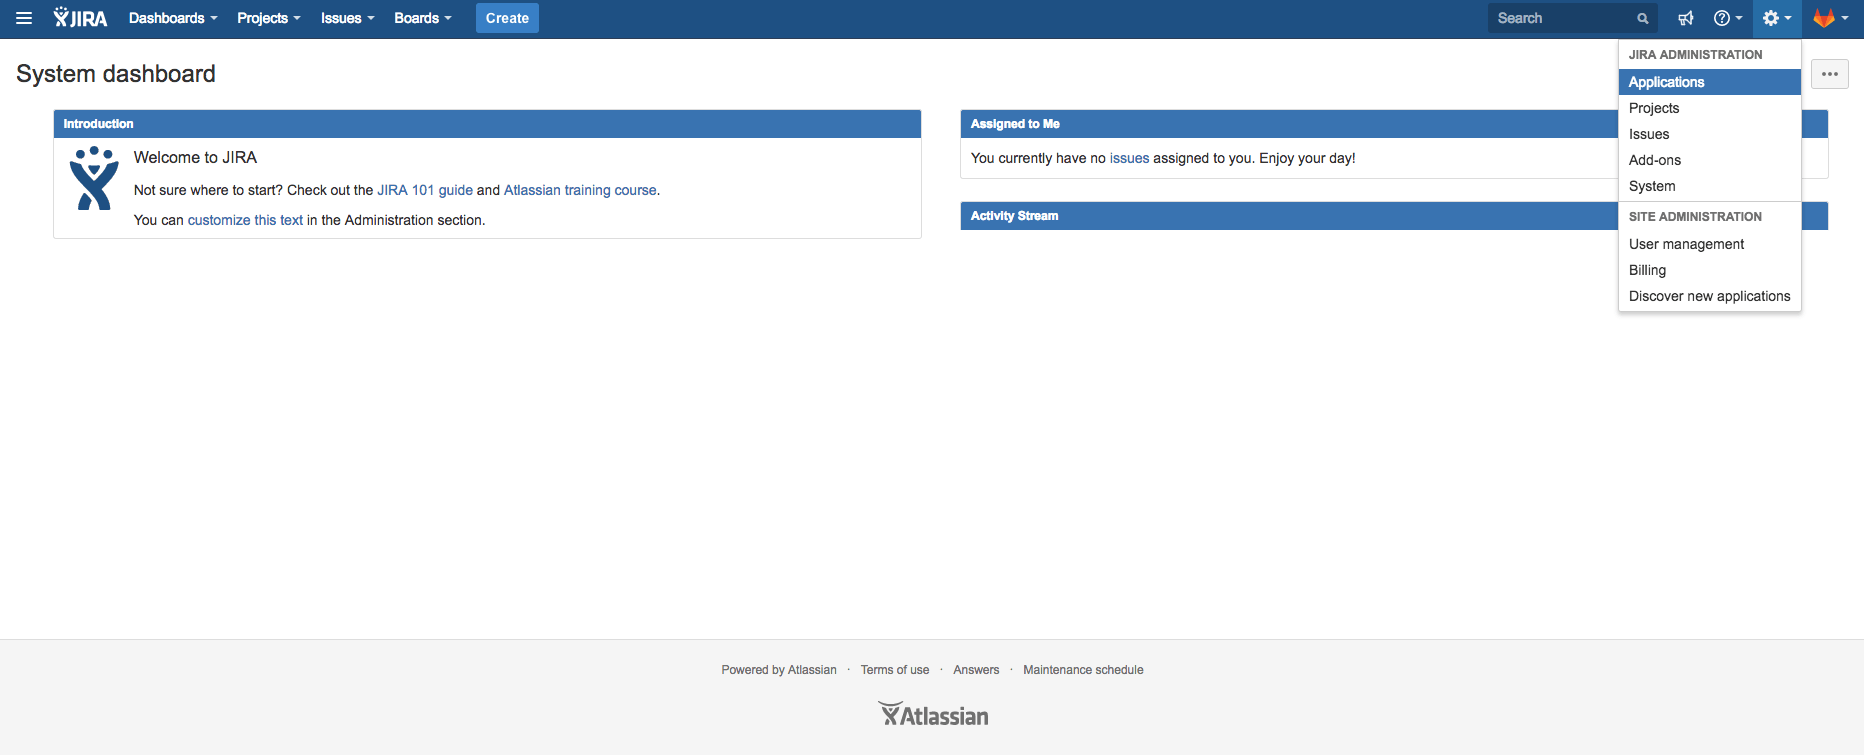 JIRA Dashboards Projects Issues Boards Create Search
System dashboard
Introduction
Welcome to JIRA
Not sure where to start? Check out the JIRA 101 guide and Atlassian training course.
You can customize this text in the Administration section.
Assigned to Me
You currently have no issues assigned to you. Enjoy your day!
Activity Stream
JIRA ADMINISTRATION
Applications
Projects
Issues
Add-ons
System
SITE ADMINISTRATION
User management
Billing
Discover new applications
Powered by Atlassian · Terms of use · Answers · Maintenance schedule
Atlassian